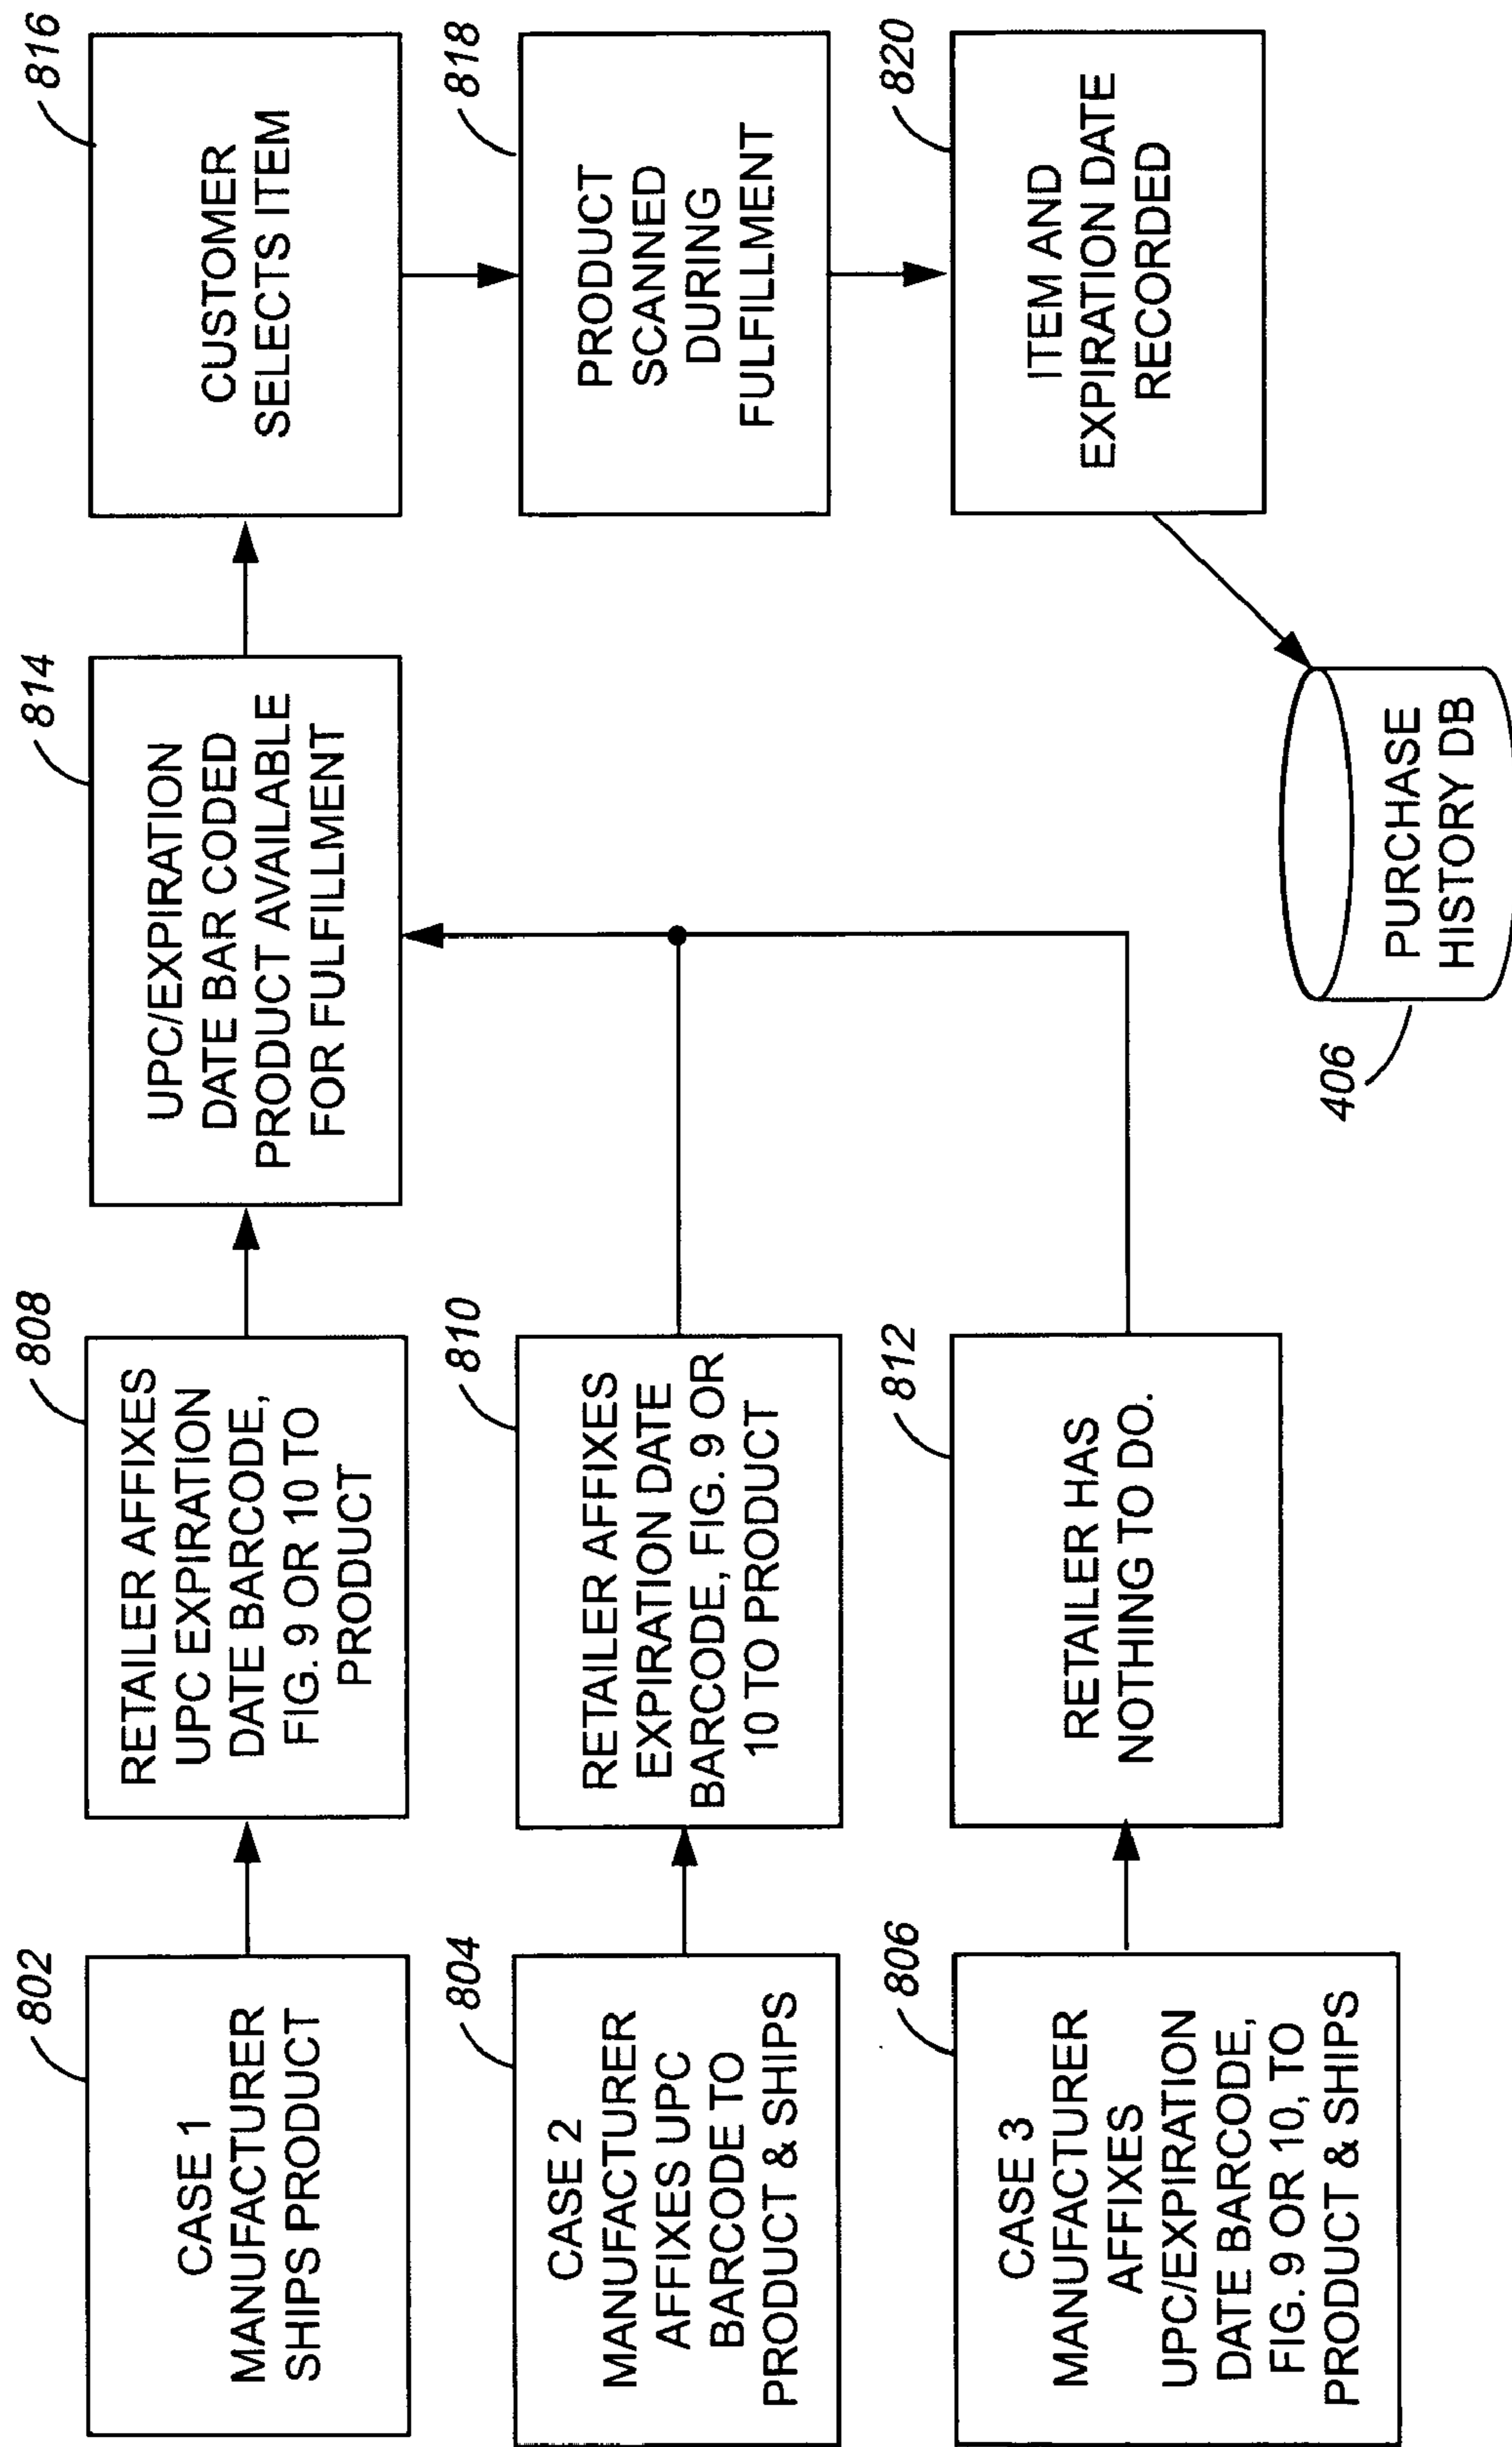 802
CASE 1
MANUFACTURER
SHIPS PRODUCT
808
RETAILER AFFIXES
UPC EXPIRATION
DATE BARCODE,
FIG. 9 OR 10 TO
PRODUCT
814
UPC/EXPIRATION
DATE BAR CODED
PRODUCT AVAILABLE
FOR FULFILLMENT
816
CUSTOMER
SELECTS ITEM
804
CASE 2
MANUFACTURER
AFFIXES UPC
BARCODE TO
PRODUCT & SHIPS
810
RETAILER AFFIXES
EXPIRATION DATE
BARCODE, FIG. 9 OR
10 TO PRODUCT
818
PRODUCT
SCANNED
DURING
FULFILLMENT
806
CASE 3
MANUFACTURER
AFFIXES
UPC/EXPIRATION
DATE BARCODE,
FIG. 9 OR 10, TO
PRODUCT & SHIPS
812
RETAILER HAS
NOTHING TO DO.
820
ITEM AND
EXPIRATION DATE
RECORDED
406
PURCHASE
HISTORY DB